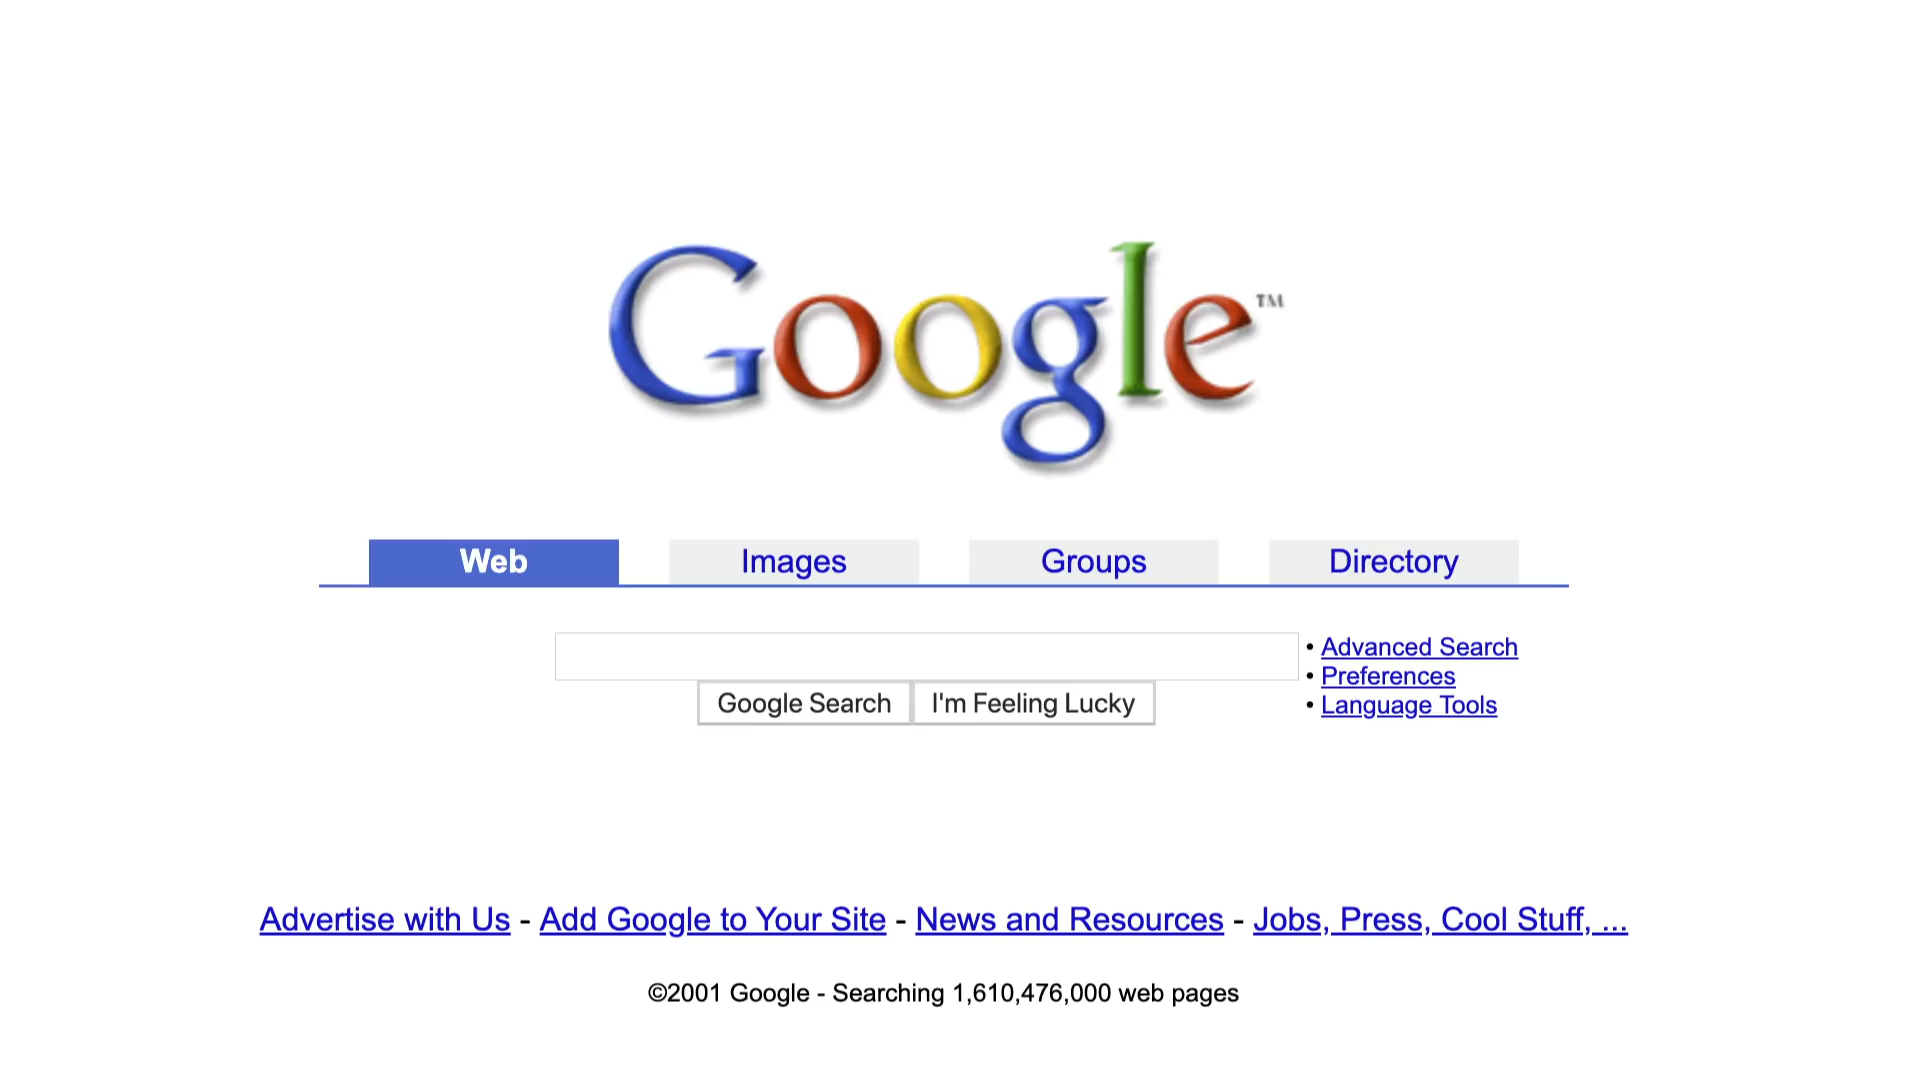 Google™
Web Images Groups Directory
• Advanced Search
• Preferences
• Language Tools
Google Search I'm Feeling Lucky
Advertise with Us - Add Google to Your Site - News and Resources - Jobs, Press, Cool Stuff, ...
©2001 Google - Searching 1,610,476,000 web pages